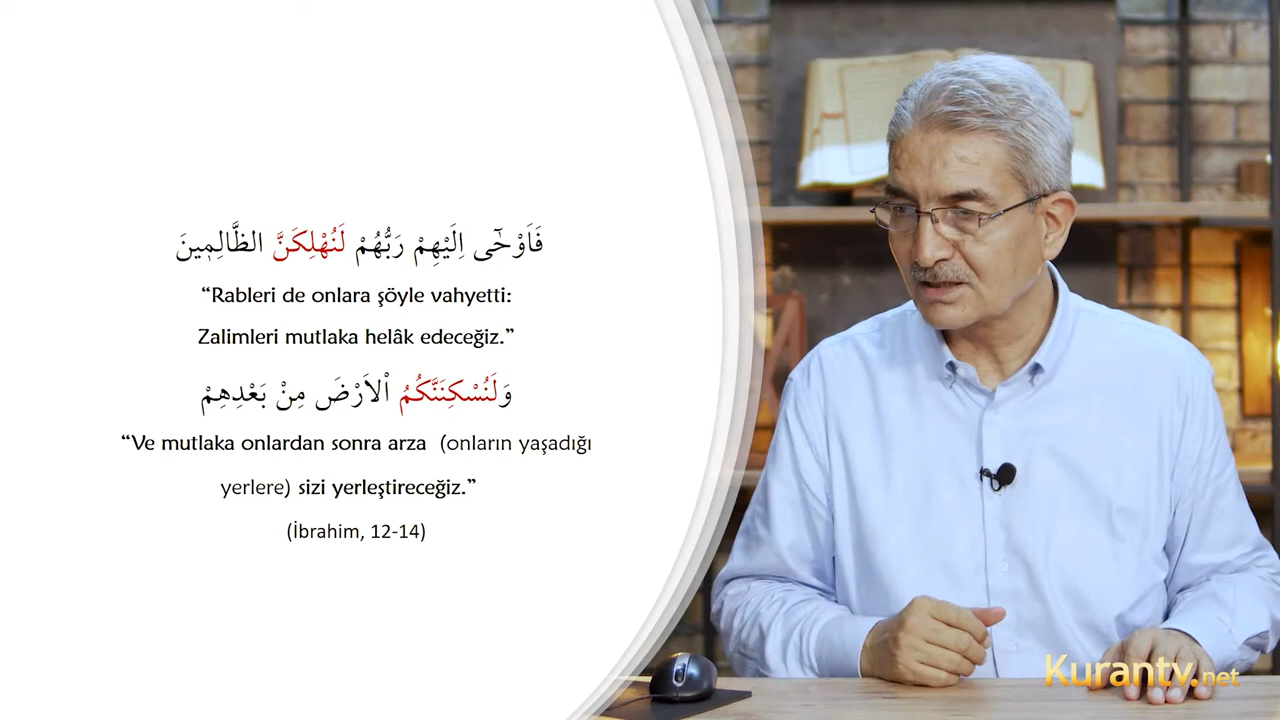 فَاَوْحٰٓى اِلَيْهِمْ رَبُّهُمْ لَنُهْلِكَنَّ الظَّالِمٖينَ
“Rableri de onlara şöyle vahyetti:
Zalimleri mutlaka helâk edeceğiz.”
وَلَنُسْكِنَنَّكُمُ الْاَرْضَ مِنْ بَعْدِهِمْ
“Ve mutlaka onlardan sonra arza (onların yaşadığı
yerlere) sizi yerleştireceğiz.”
(İbrahim, 12-14)
Kurantv.net